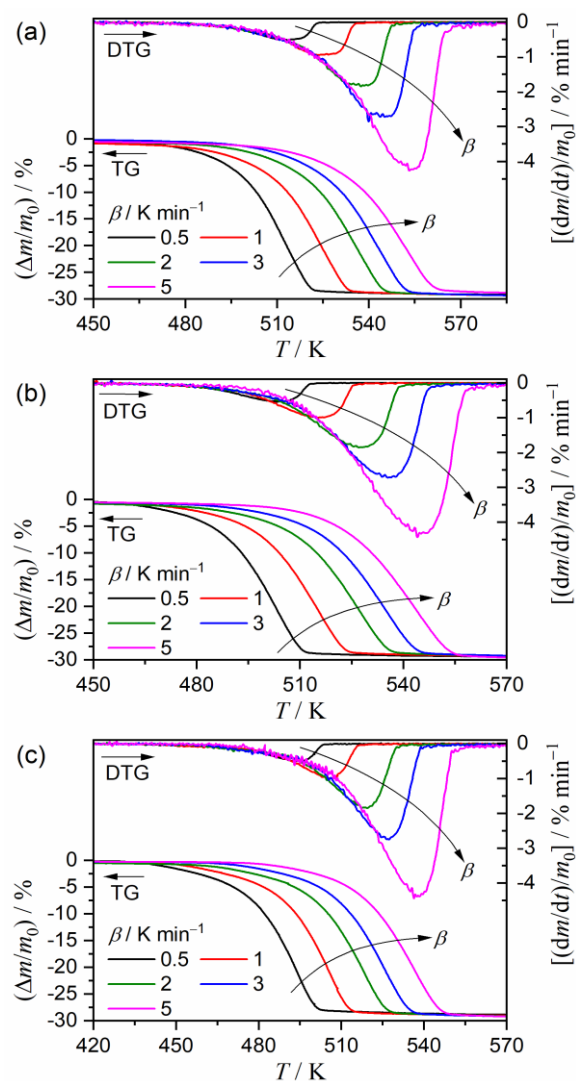 (a)
DTG
0
-1
-2
-3
-4
β
[(dm/dt)/m₀] / % min⁻¹
0
-5
-10
-15
-20
-25
-30
(Δm/m₀) / %
TG
β / K min⁻¹
0.5 1
2 3
5
β
450 480 510 540 570
T / K
(b)
DTG
0
-1
-2
-3
-4
β
[(dm/dt)/m₀] / % min⁻¹
0
-5
-10
-15
-20
-25
-30
(Δm/m₀) / %
TG
β / K min⁻¹
0.5 1
2 3
5
β
450 480 510 540 570
T / K
(c)
DTG
0
-1
-2
-3
-4
β
[(dm/dt)/m₀] / % min⁻¹
0
-5
-10
-15
-20
-25
-30
(Δm/m₀) / %
TG
β / K min⁻¹
0.5 1
2 3
5
β
420 450 480 510 540 570
T / K